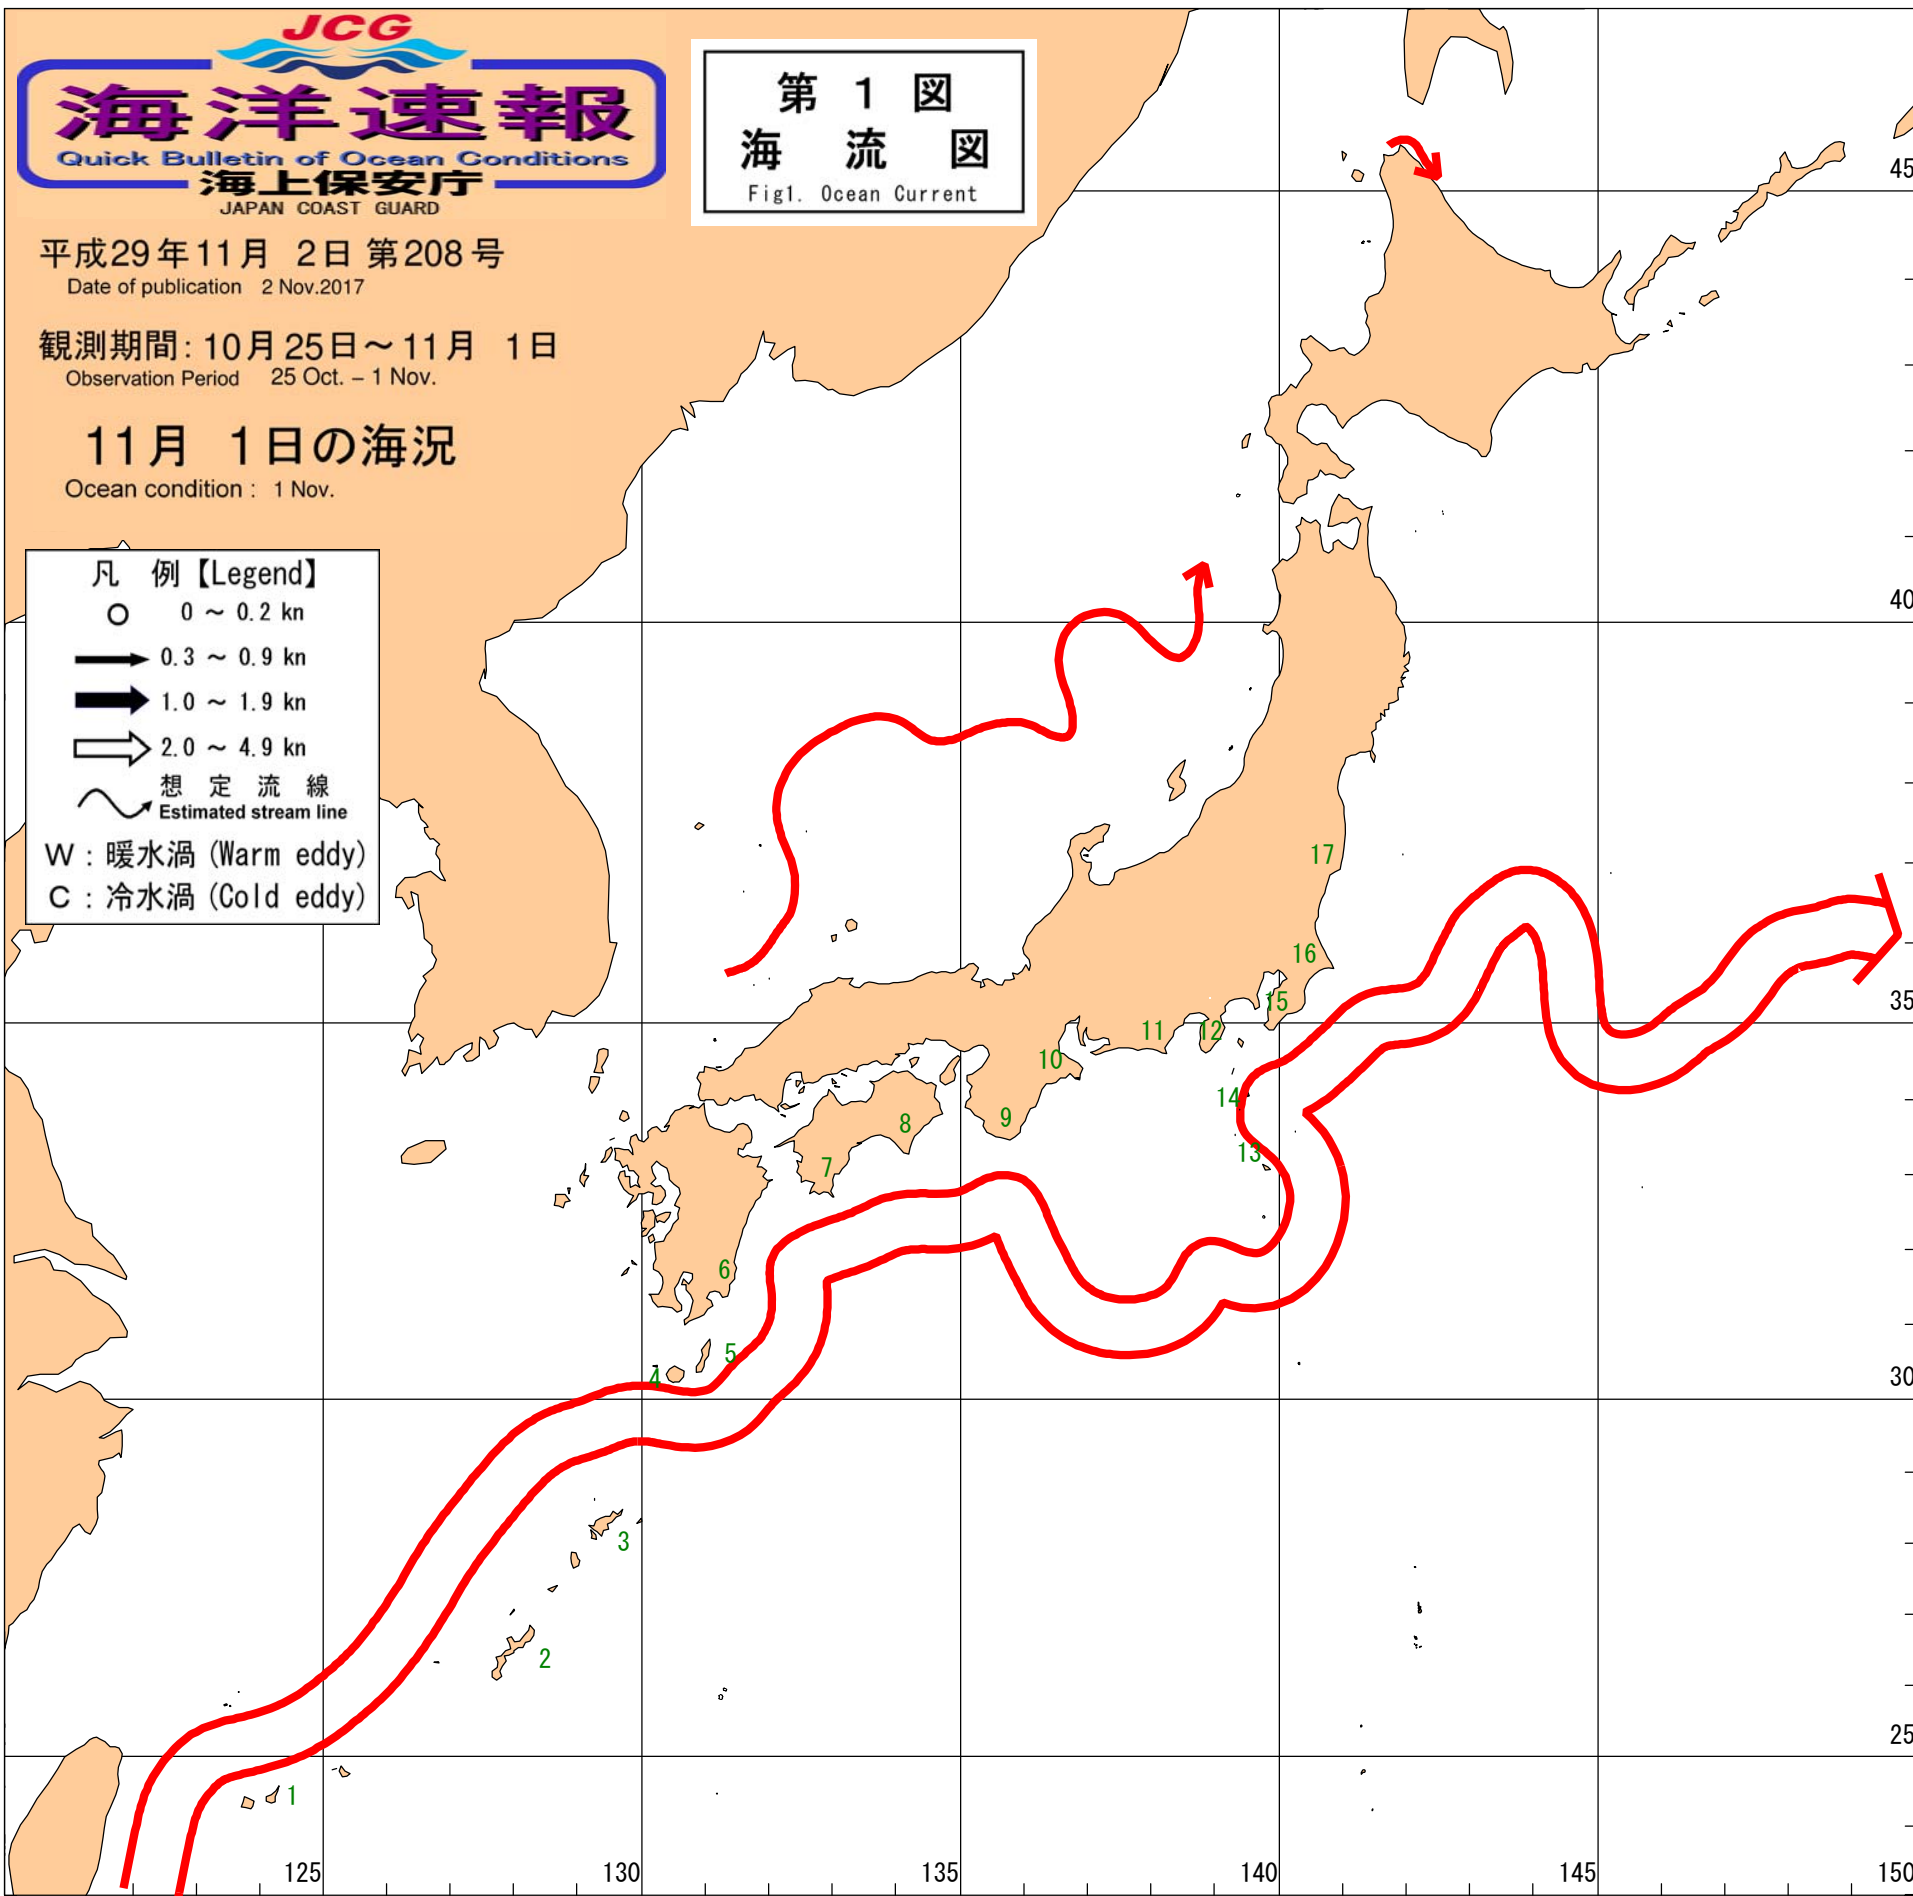 JCG
海洋速報
Quick Bulletin of Ocean Conditions
海上保安庁
JAPAN COAST GUARD
第 1 図
海 流 図
Fig1. Ocean Current
平成29年11月 2日 第208号
Date of publication 2 Nov.2017
観測期間: 10月25日～11月 1日
Observation Period 25 Oct. – 1 Nov.
11月 1日の海況
Ocean condition : 1 Nov.
凡 例【Legend】
0 ～ 0.2 kn
0.3 ～ 0.9 kn
1.0 ～ 1.9 kn
2.0 ～ 4.9 kn
想 定 流 線
Estimated stream line
W : 暖水渦 (Warm eddy)
C : 冷水渦 (Cold eddy)
45
40
17
16
35
15
12
11
10
14
9
8
13
7
6
5
4
30
3
2
25
1
125
130
135
140
145
150